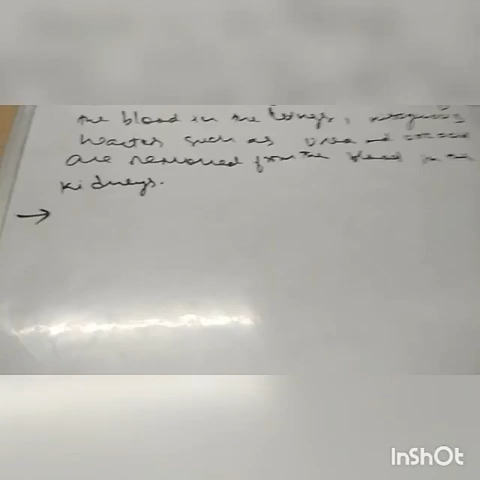 the blood in the lungs, nitrogenous
wastes such as urea and
are removed from the blood in the
kidneys.
→
InShOt